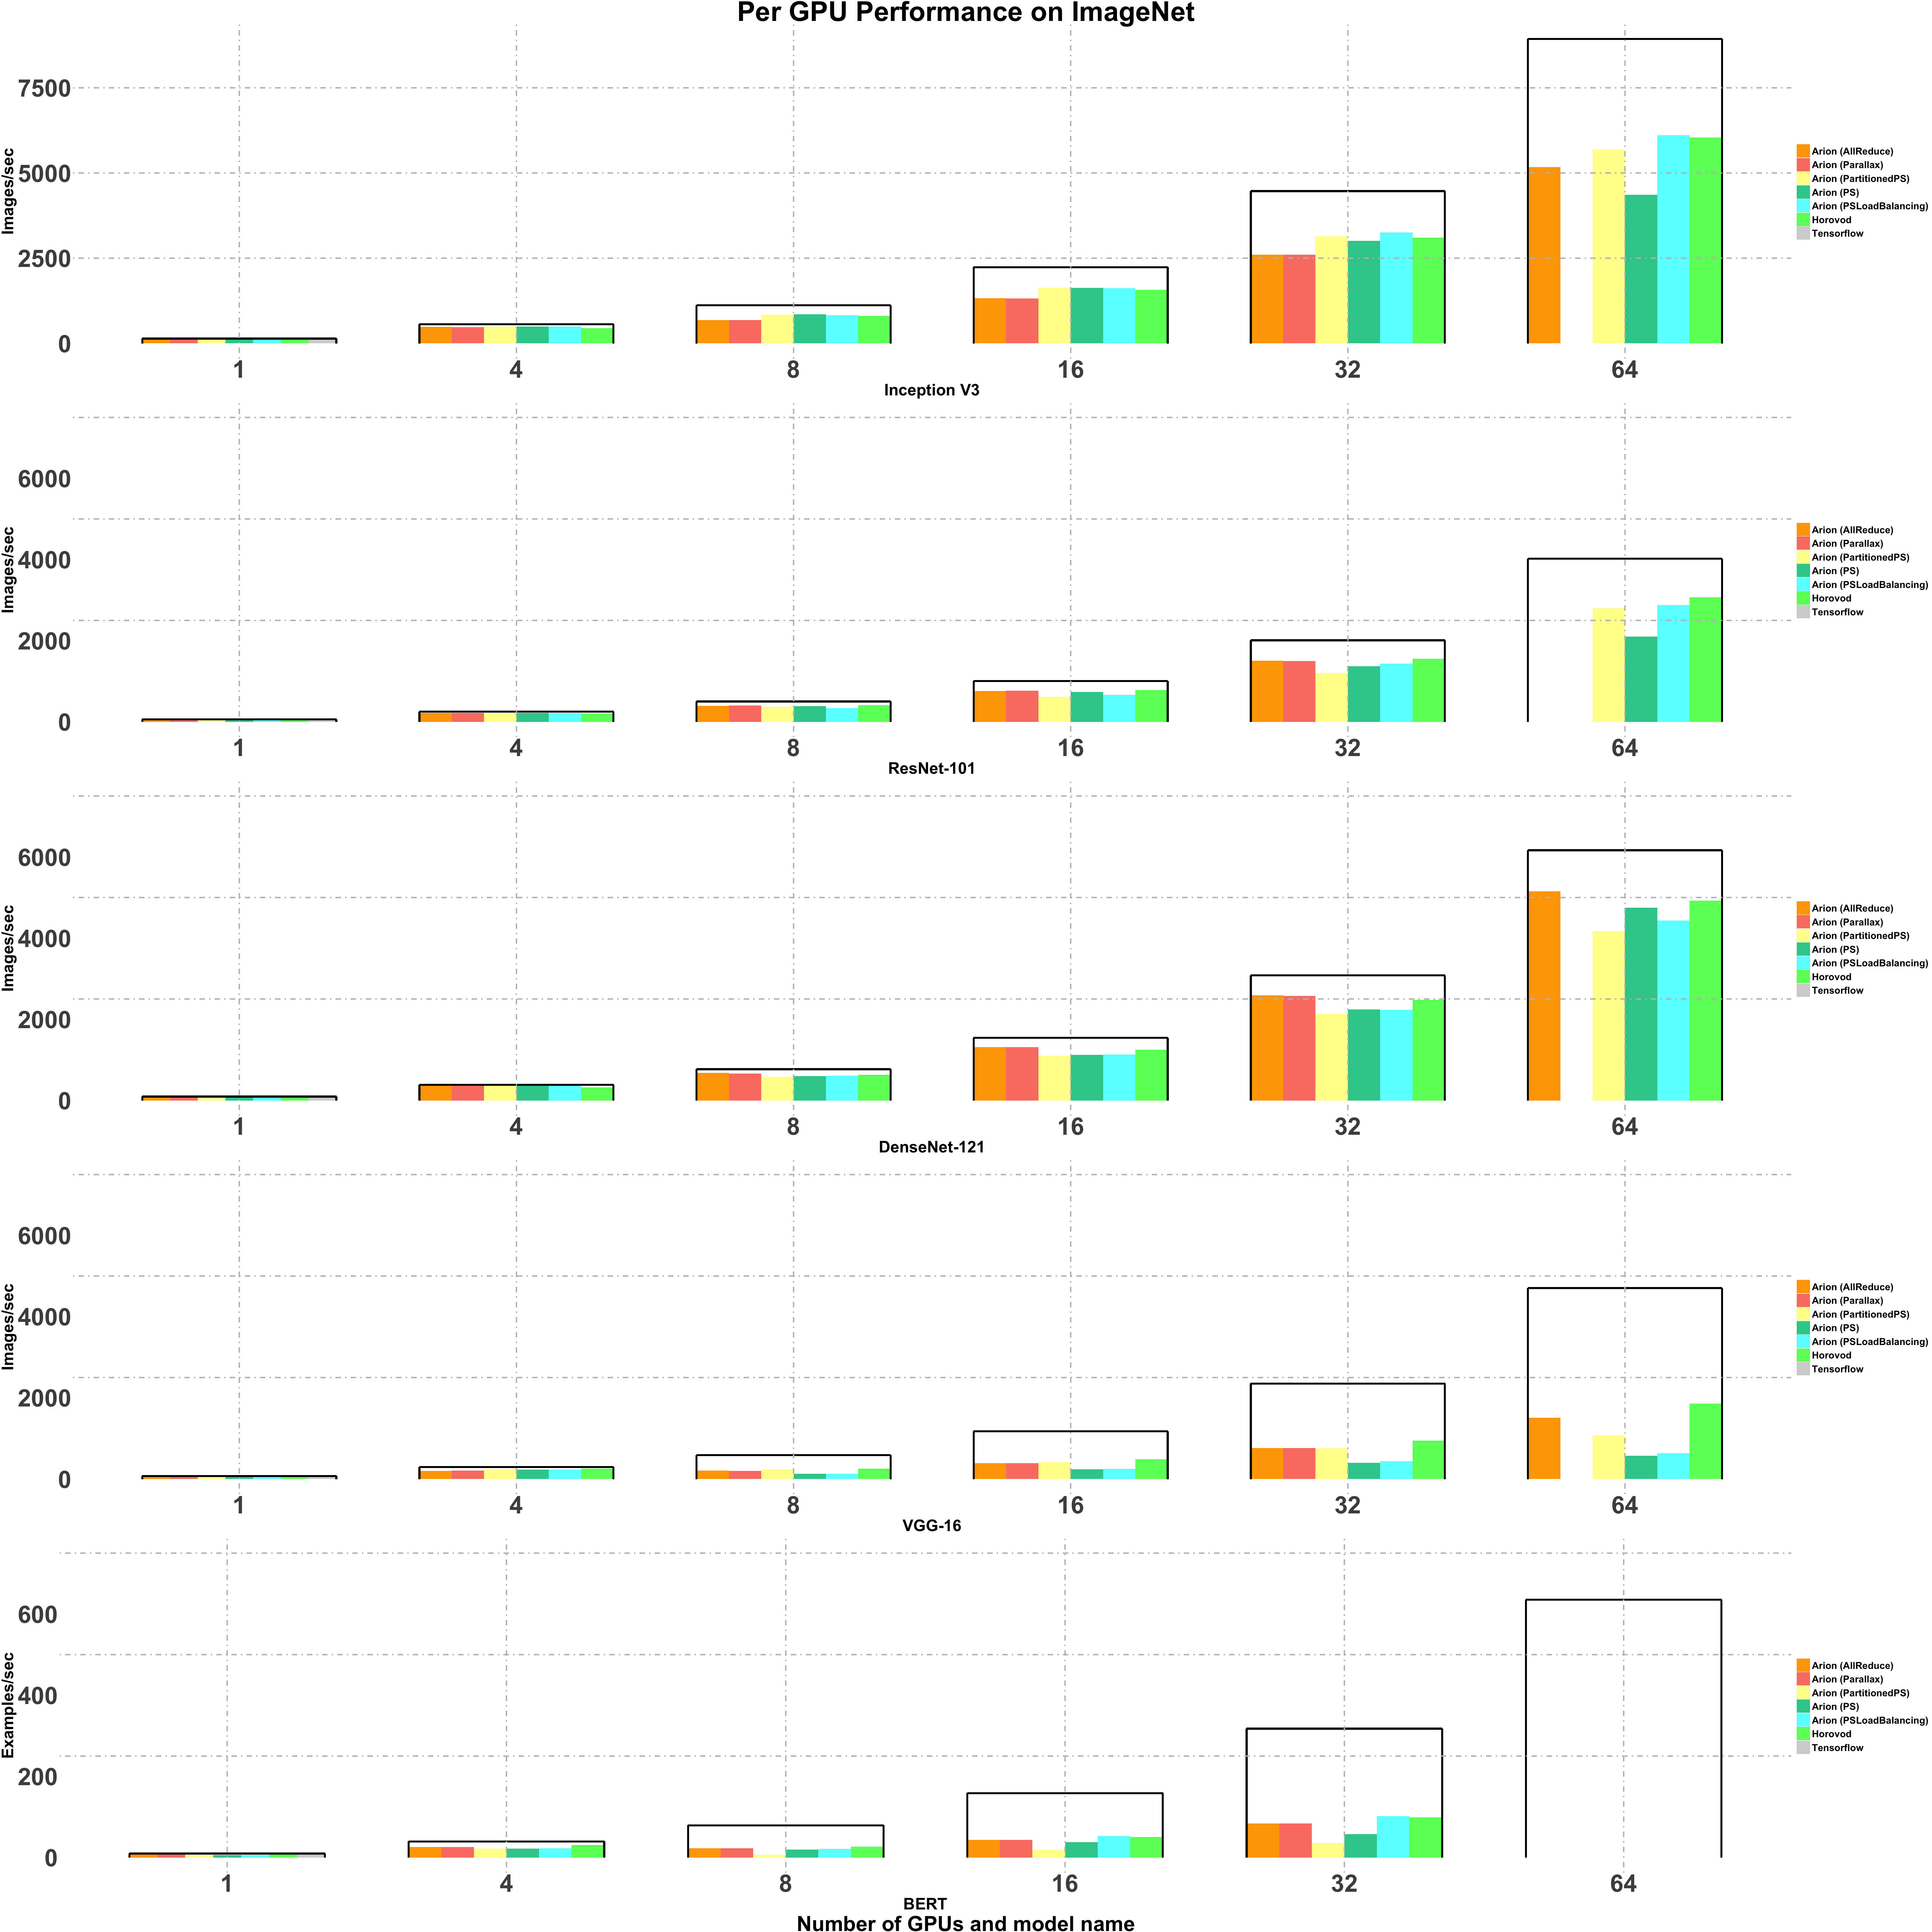 Per GPU Performance on ImageNet
Images/sec
7500
5000
2500
0
1 4 8 16 32 64
Inception V3
Arion (AllReduce)
Arion (Parallax)
Arion (PartitionedPS)
Arion (PS)
Arion (PSLoadBalancing)
Horovod
Tensorflow
Images/sec
6000
4000
2000
0
1 4 8 16 32 64
ResNet-101
Arion (AllReduce)
Arion (Parallax)
Arion (PartitionedPS)
Arion (PS)
Arion (PSLoadBalancing)
Horovod
Tensorflow
Images/sec
6000
4000
2000
0
1 4 8 16 32 64
DenseNet-121
Arion (AllReduce)
Arion (Parallax)
Arion (PartitionedPS)
Arion (PS)
Arion (PSLoadBalancing)
Horovod
Tensorflow
Images/sec
6000
4000
2000
0
1 4 8 16 32 64
VGG-16
Arion (AllReduce)
Arion (Parallax)
Arion (PartitionedPS)
Arion (PS)
Arion (PSLoadBalancing)
Horovod
Tensorflow
Examples/sec
600
400
200
0
1 4 8 16 32 64
BERT
Arion (AllReduce)
Arion (Parallax)
Arion (PartitionedPS)
Arion (PS)
Arion (PSLoadBalancing)
Horovod
Tensorflow
Number of GPUs and model name